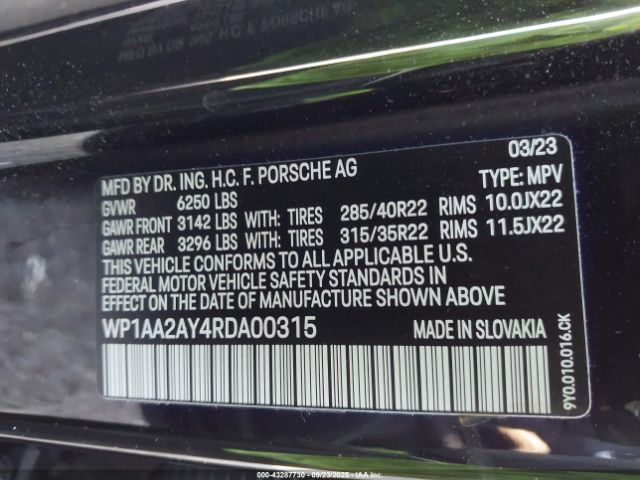 MFD BY DR. ING. H.C. F. PORSCHE AG 03/23
GVWR 6250 LBS TYPE: MPV
GAWR FRONT 3142 LBS WITH: TIRES 285/40R22 RIMS 10.0JX22
GAWR REAR 3296 LBS WITH: TIRES 315/35R22 RIMS 11.5JX22
THIS VEHICLE CONFORMS TO ALL APPLICABLE U.S.
FEDERAL MOTOR VEHICLE SAFETY STANDARDS IN
EFFECT ON THE DATE OF MANUFACTURE SHOWN ABOVE
WP1AA2AY4RDA00315 MADE IN SLOVAKIA
9Y0.010.016.CK
000-43287730 - 09/23/2025 - IAA Inc.